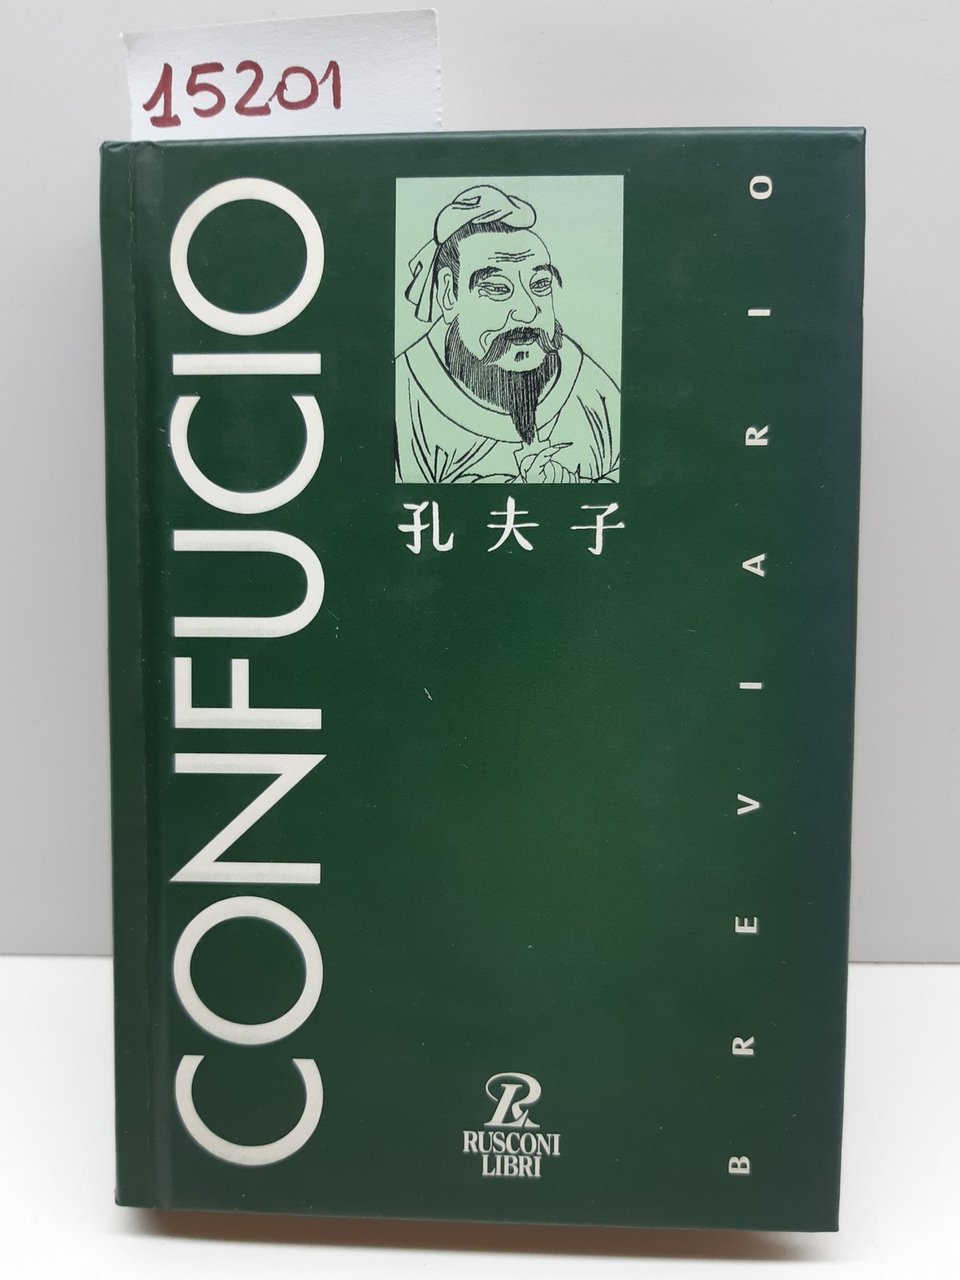 15201
CONFUCIO
孔夫子
BREVIARIO
RUSCONI
LIBRI